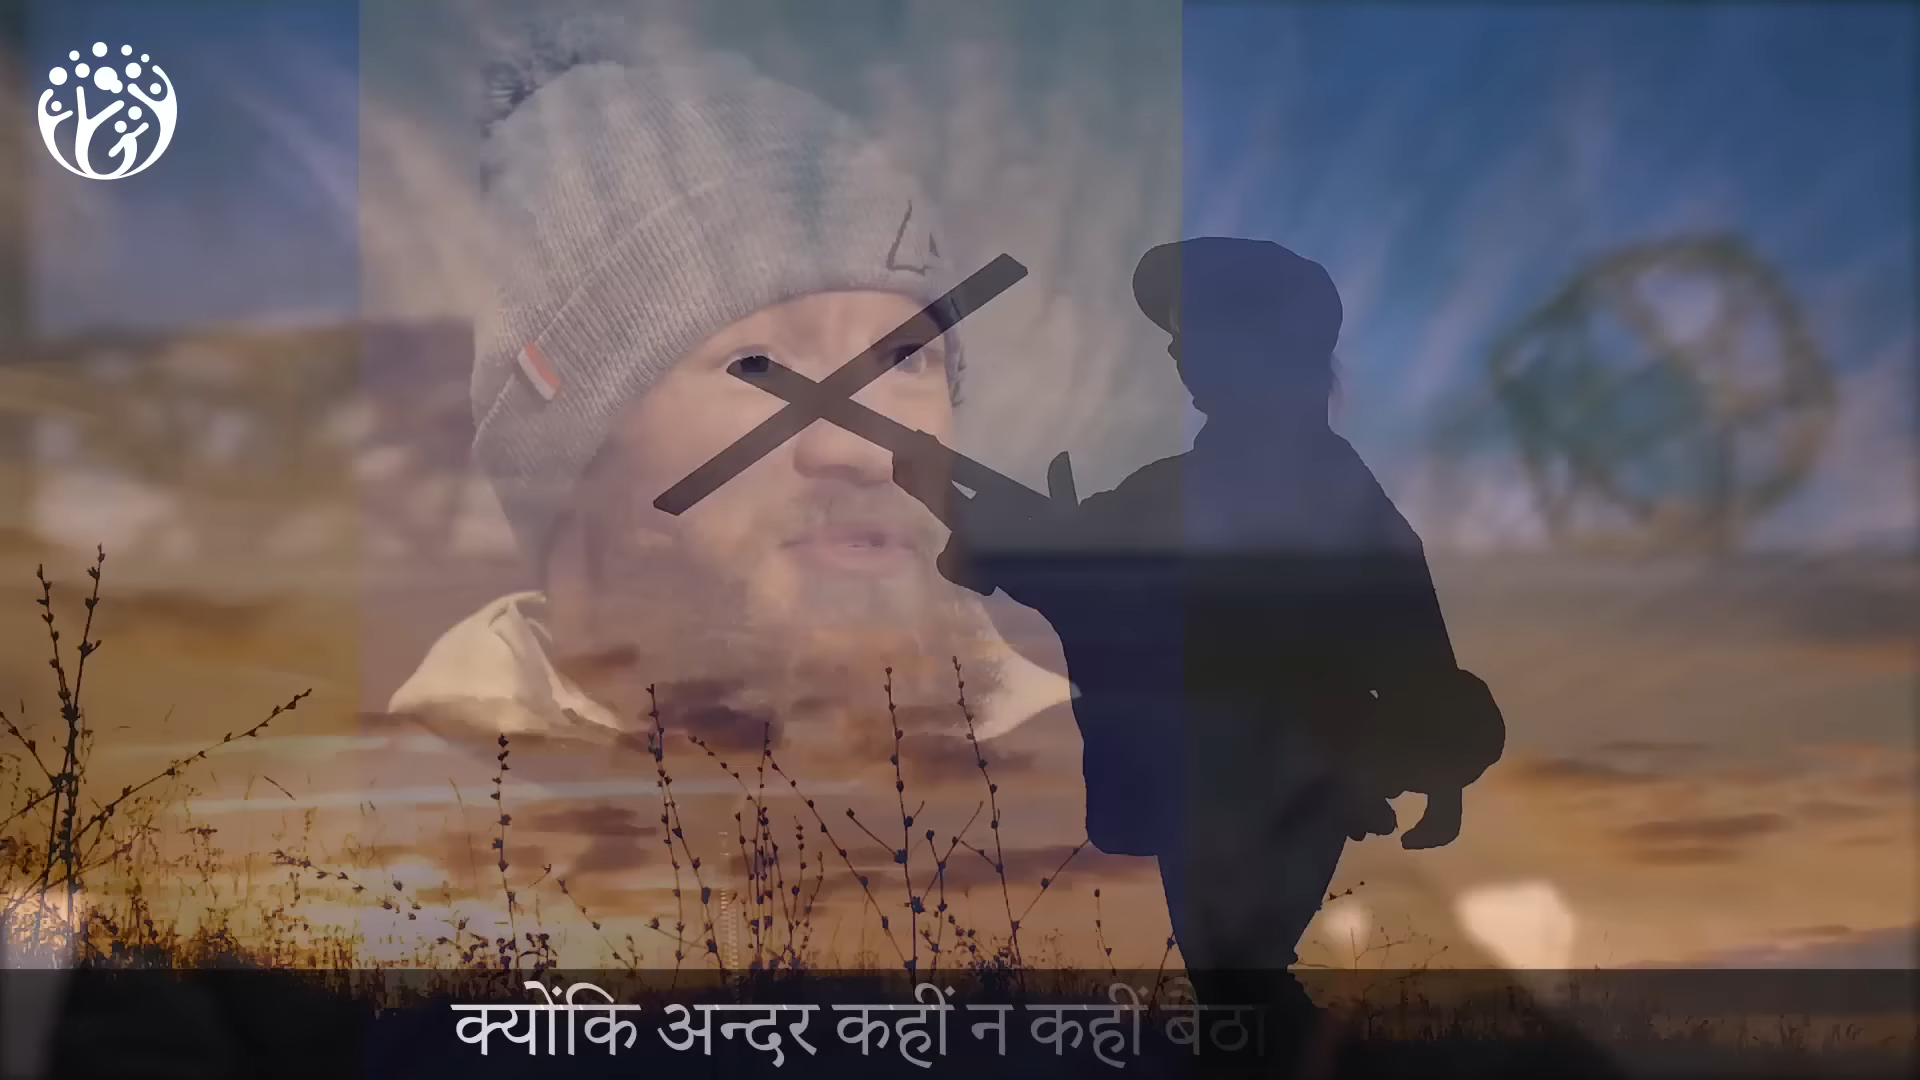 क्योंकि अन्दर कहीं न कहीं बैठा